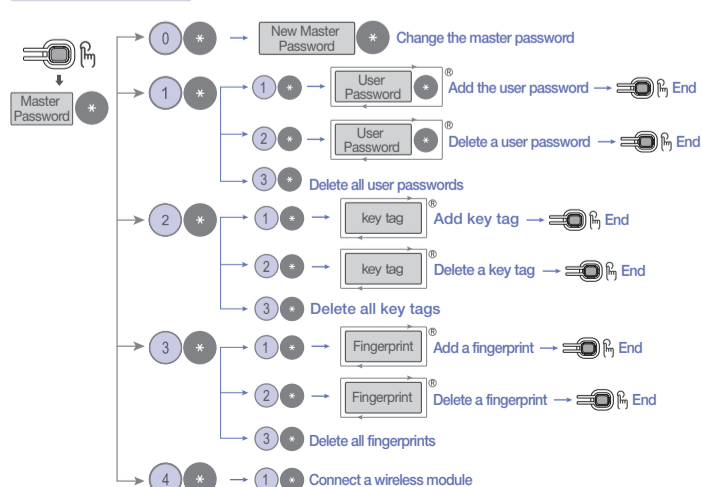 0 * New Master Password * Change the master password
Master Password *
1 * 1 * User Password * ® Add the user password End
2 * User Password * ® Delete a user password End
3 * Delete all user passwords
2 * 1 * key tag ® Add key tag End
2 * key tag ® Delete a key tag End
3 * Delete all key tags
3 * 1 * Fingerprint ® Add a fingerprint End
2 * Fingerprint ® Delete a fingerprint End
3 * Delete all fingerprints
4 * 1 * Connect a wireless module